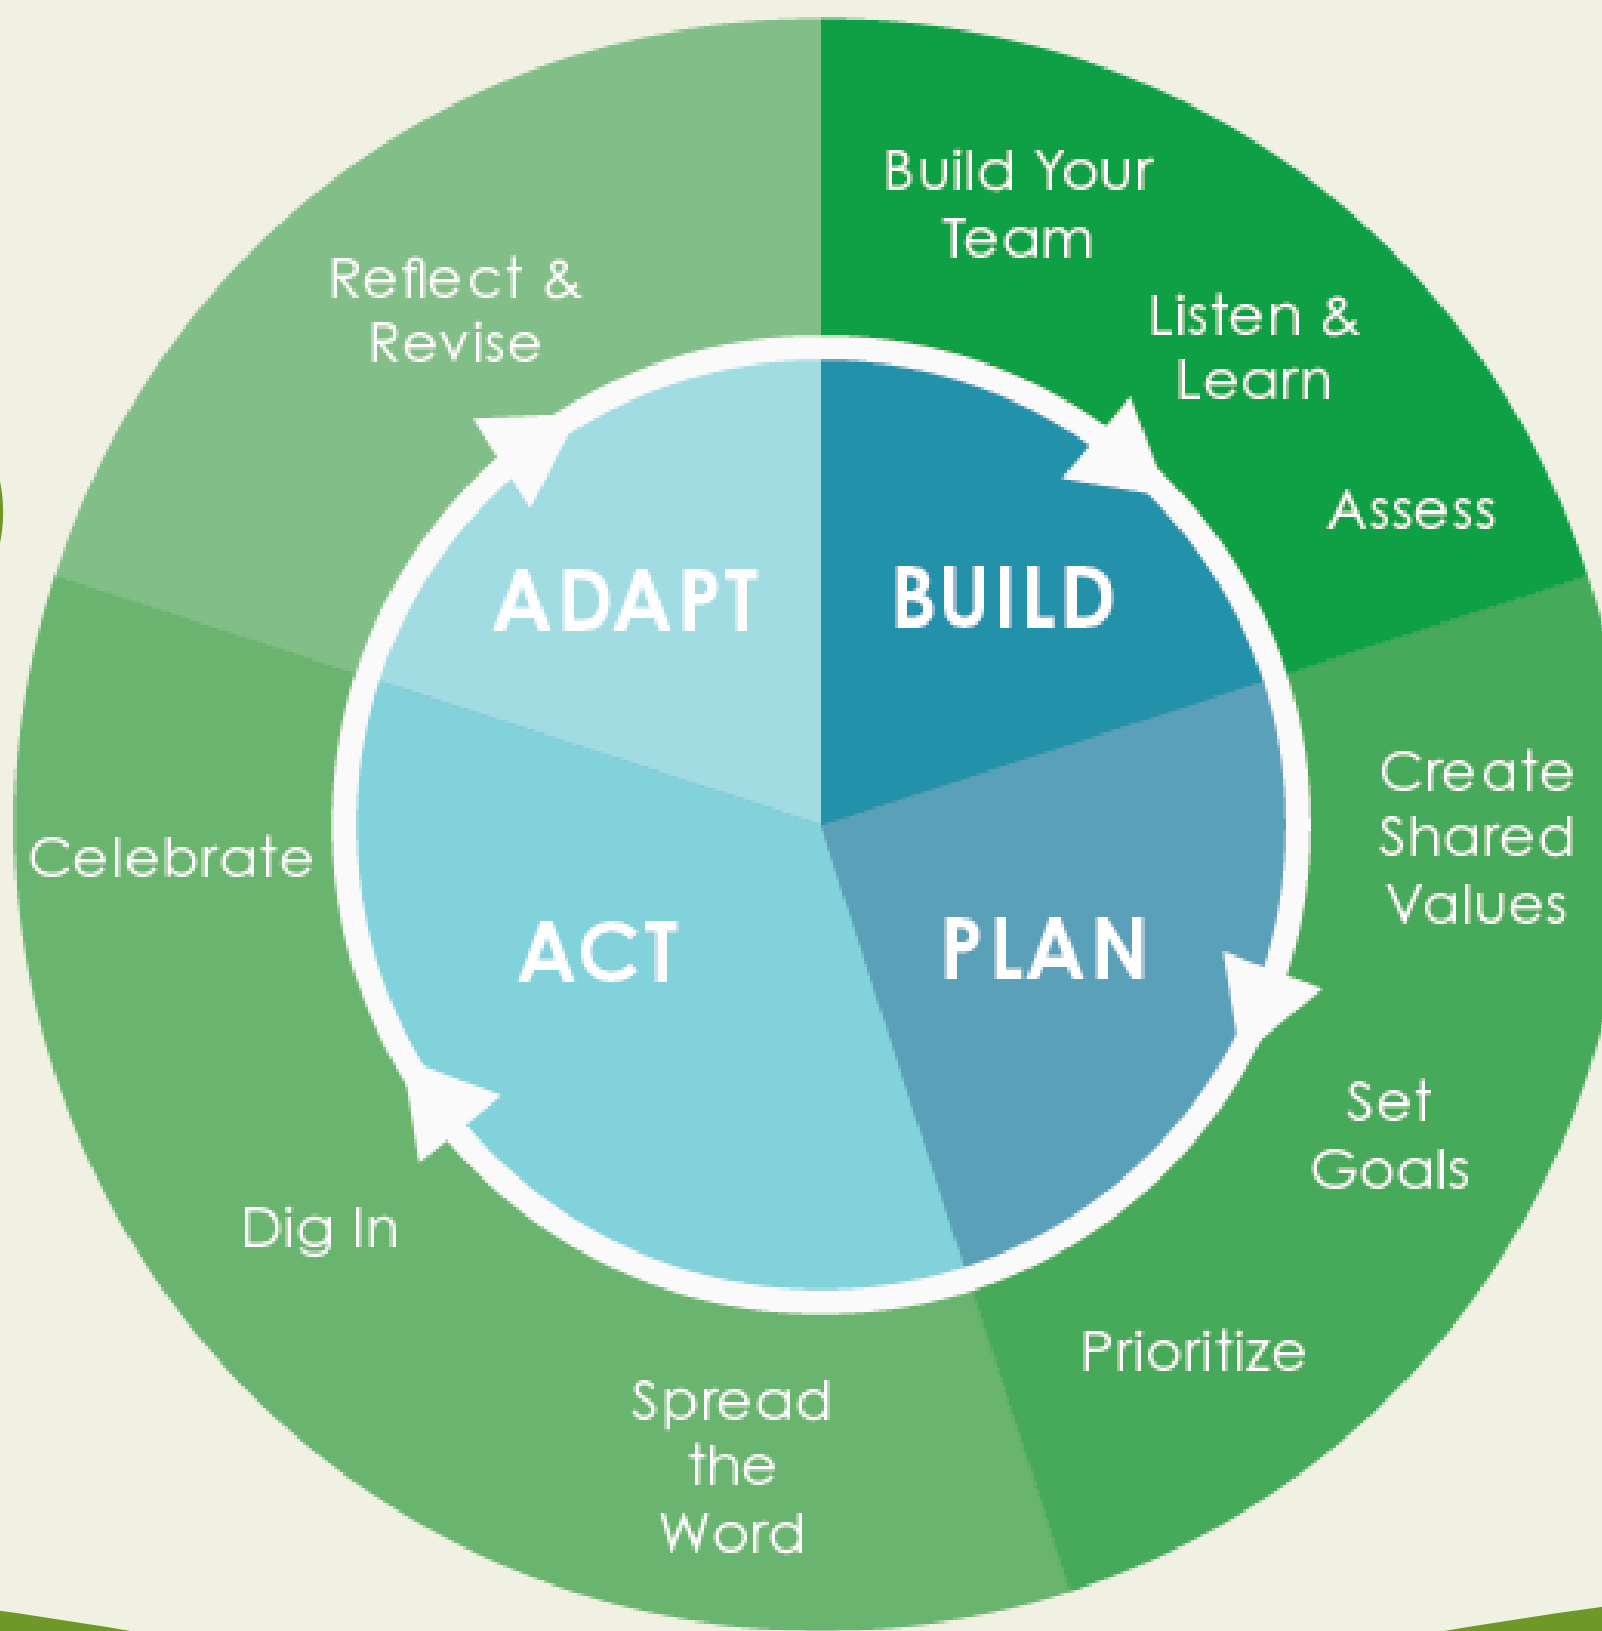 Build Your
Team
Listen &
Learn
Assess
BUILD
Create
Shared
Values
Set
Goals
Prioritize
PLAN
Spread
the
Word
Dig In
Celebrate
ACT
Reflect &
Revise
ADAPT